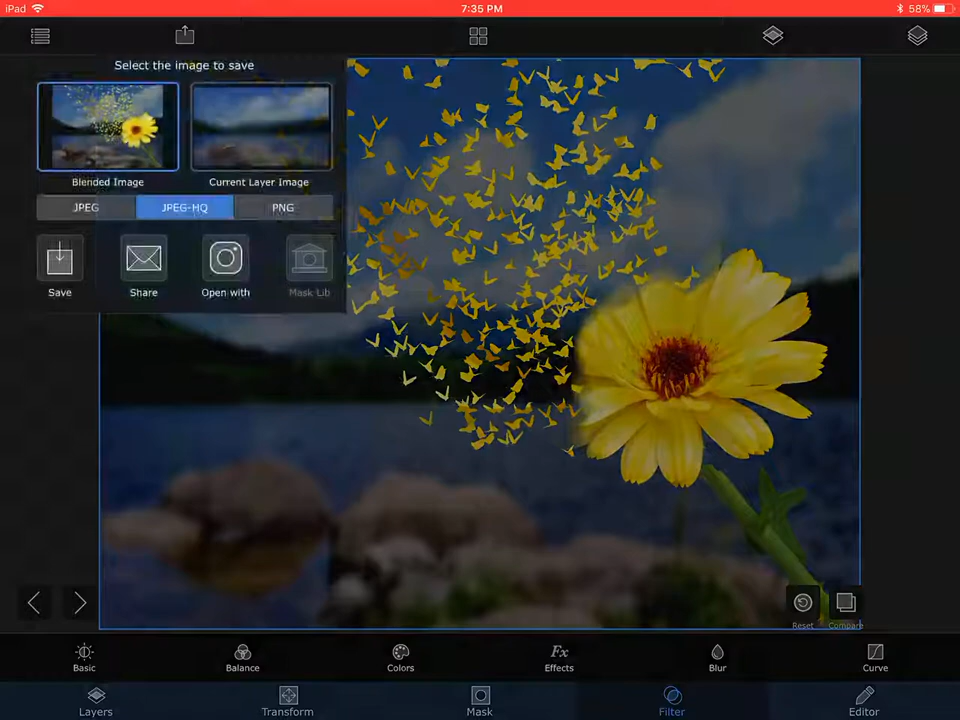 iPad 7:35 PM 58%
Select the image to save
Blended Image Current Layer Image
JPEG JPEG-HQ PNG
Save Share Open with Mask Lib
Reset Compare
Basic Balance Colors Fx Effects Blur Curve
Layers Transform Mask Filter Editor